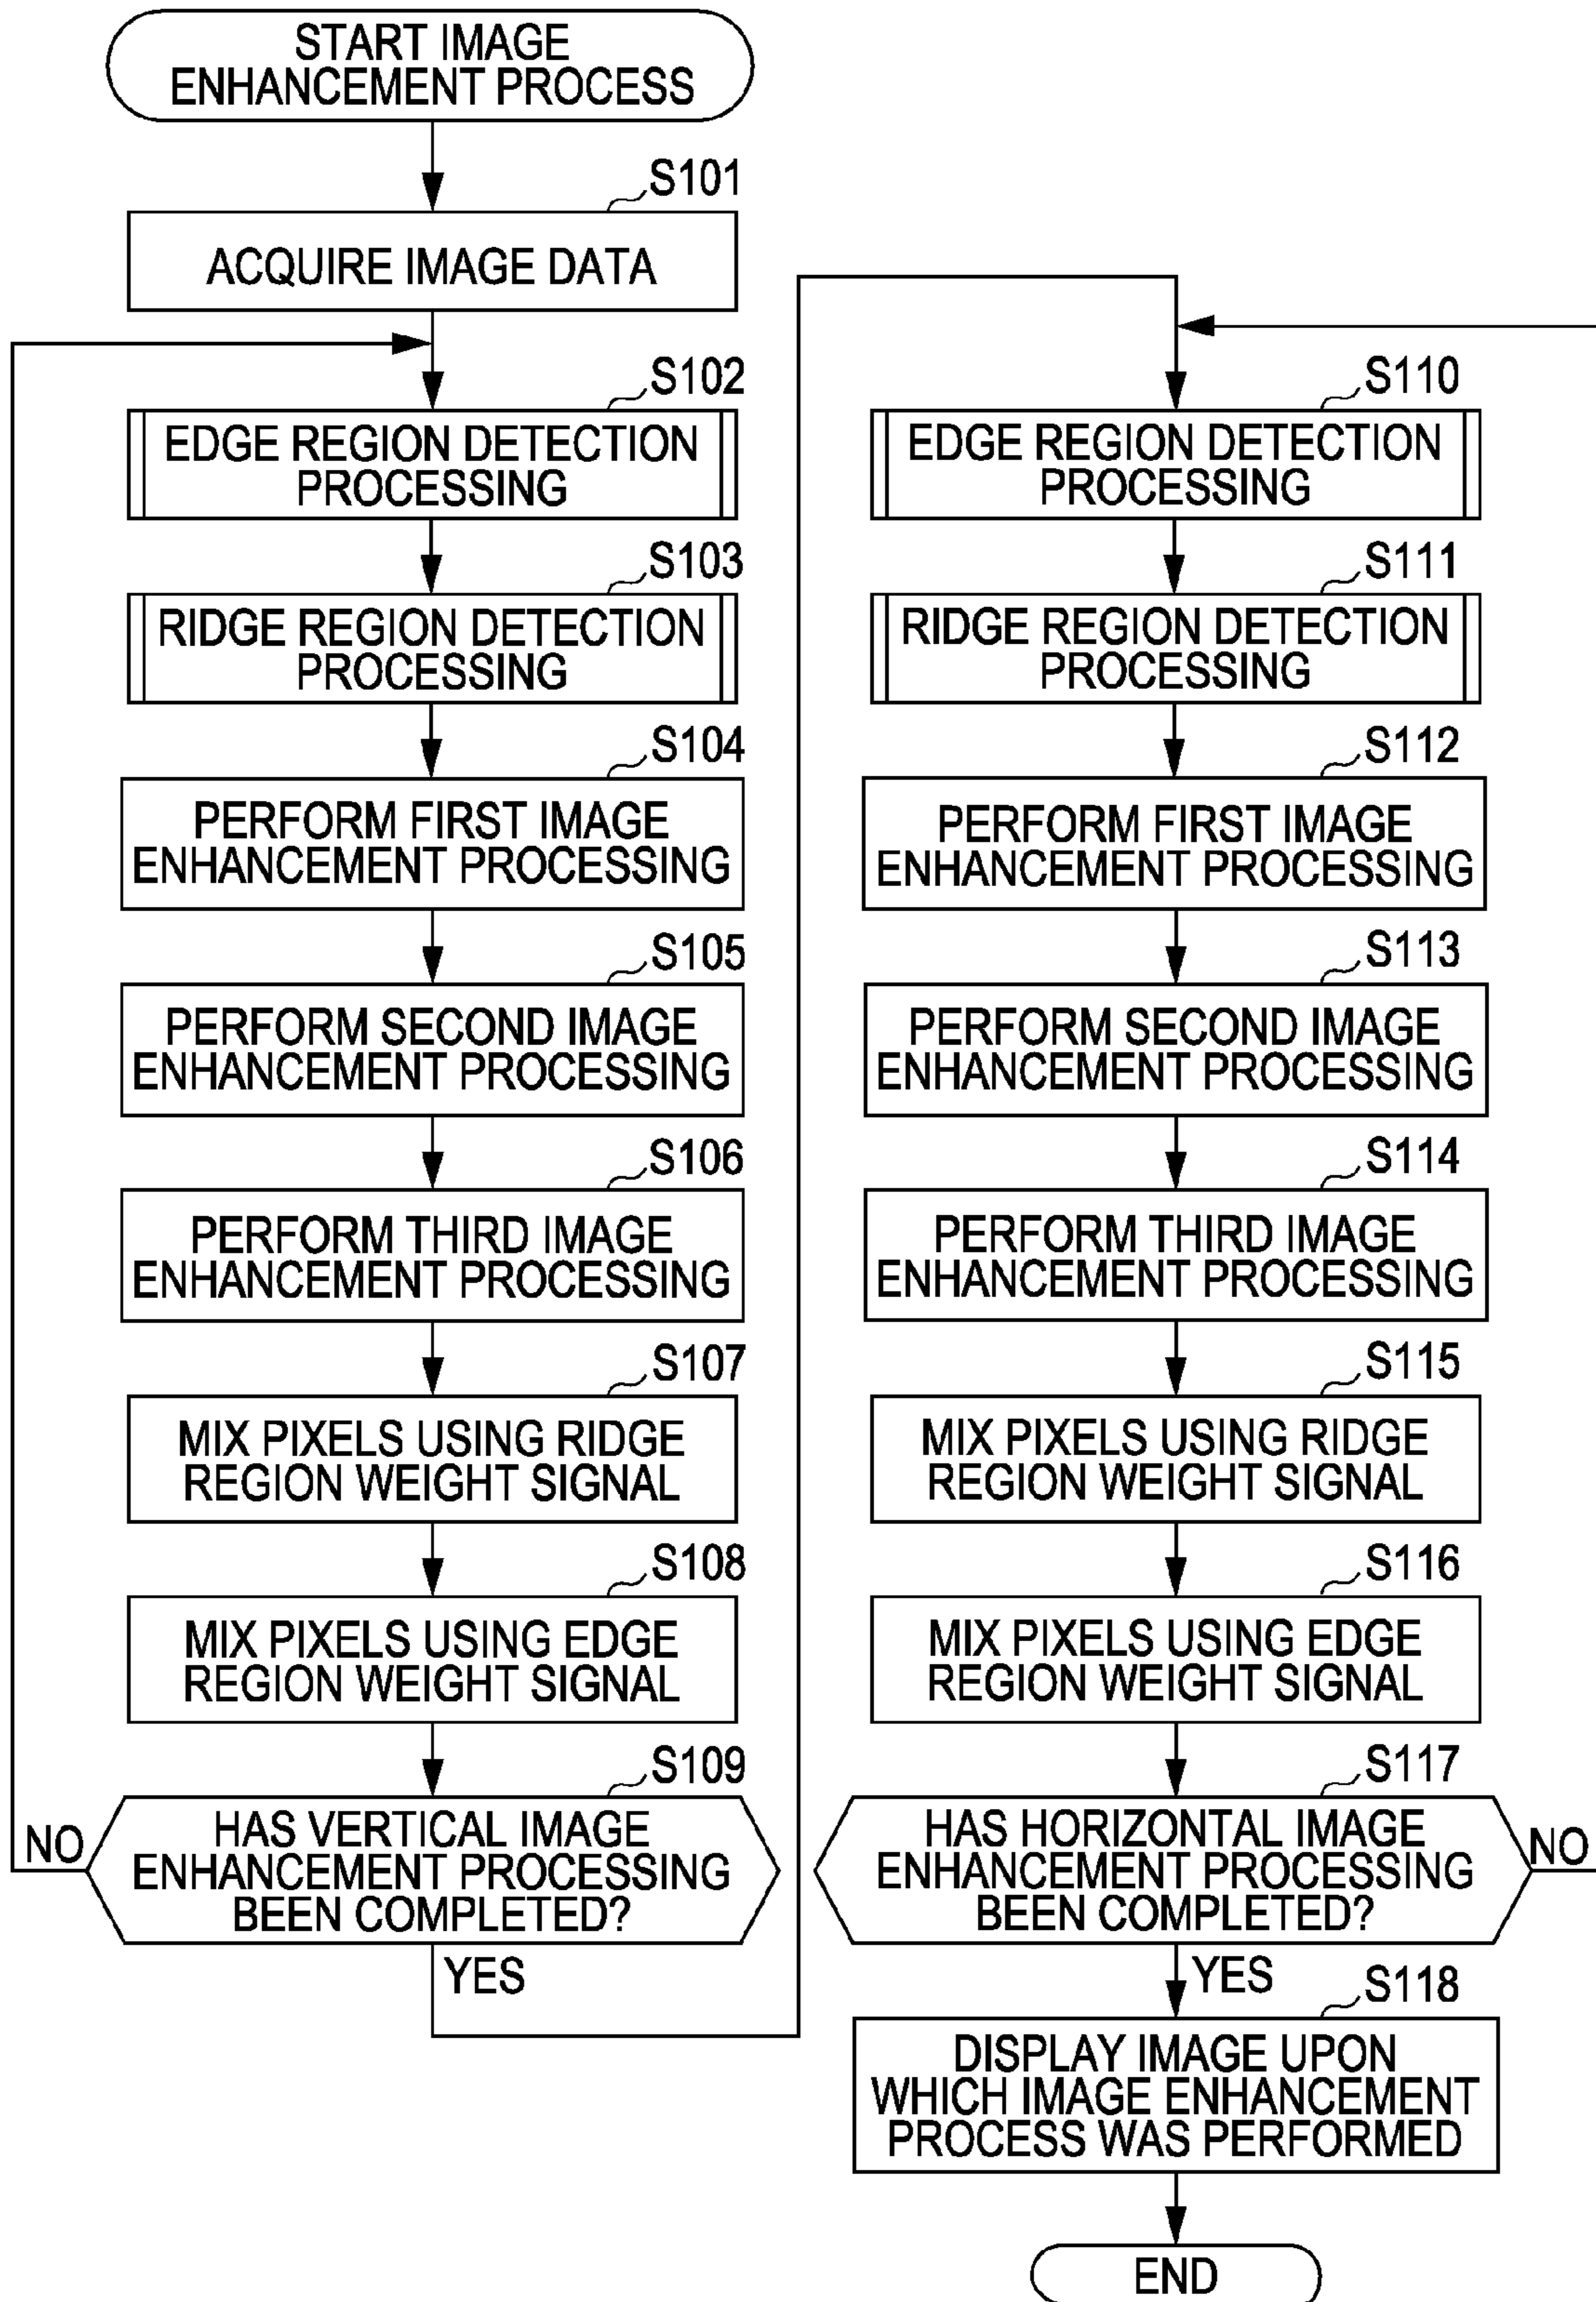 START IMAGE
ENHANCEMENT PROCESS
S101
ACQUIRE IMAGE DATA
S102
EDGE REGION DETECTION
PROCESSING
S103
RIDGE REGION DETECTION
PROCESSING
S104
PERFORM FIRST IMAGE
ENHANCEMENT PROCESSING
S105
PERFORM SECOND IMAGE
ENHANCEMENT PROCESSING
S106
PERFORM THIRD IMAGE
ENHANCEMENT PROCESSING
S107
MIX PIXELS USING RIDGE
REGION WEIGHT SIGNAL
S108
MIX PIXELS USING EDGE
REGION WEIGHT SIGNAL
S109
HAS VERTICAL IMAGE
ENHANCEMENT PROCESSING
BEEN COMPLETED?
NO
YES
S110
EDGE REGION DETECTION
PROCESSING
S111
RIDGE REGION DETECTION
PROCESSING
S112
PERFORM FIRST IMAGE
ENHANCEMENT PROCESSING
S113
PERFORM SECOND IMAGE
ENHANCEMENT PROCESSING
S114
PERFORM THIRD IMAGE
ENHANCEMENT PROCESSING
S115
MIX PIXELS USING RIDGE
REGION WEIGHT SIGNAL
S116
MIX PIXELS USING EDGE
REGION WEIGHT SIGNAL
S117
HAS HORIZONTAL IMAGE
ENHANCEMENT PROCESSING
BEEN COMPLETED?
NO
YES
S118
DISPLAY IMAGE UPON
WHICH IMAGE ENHANCEMENT
PROCESS WAS PERFORMED
END